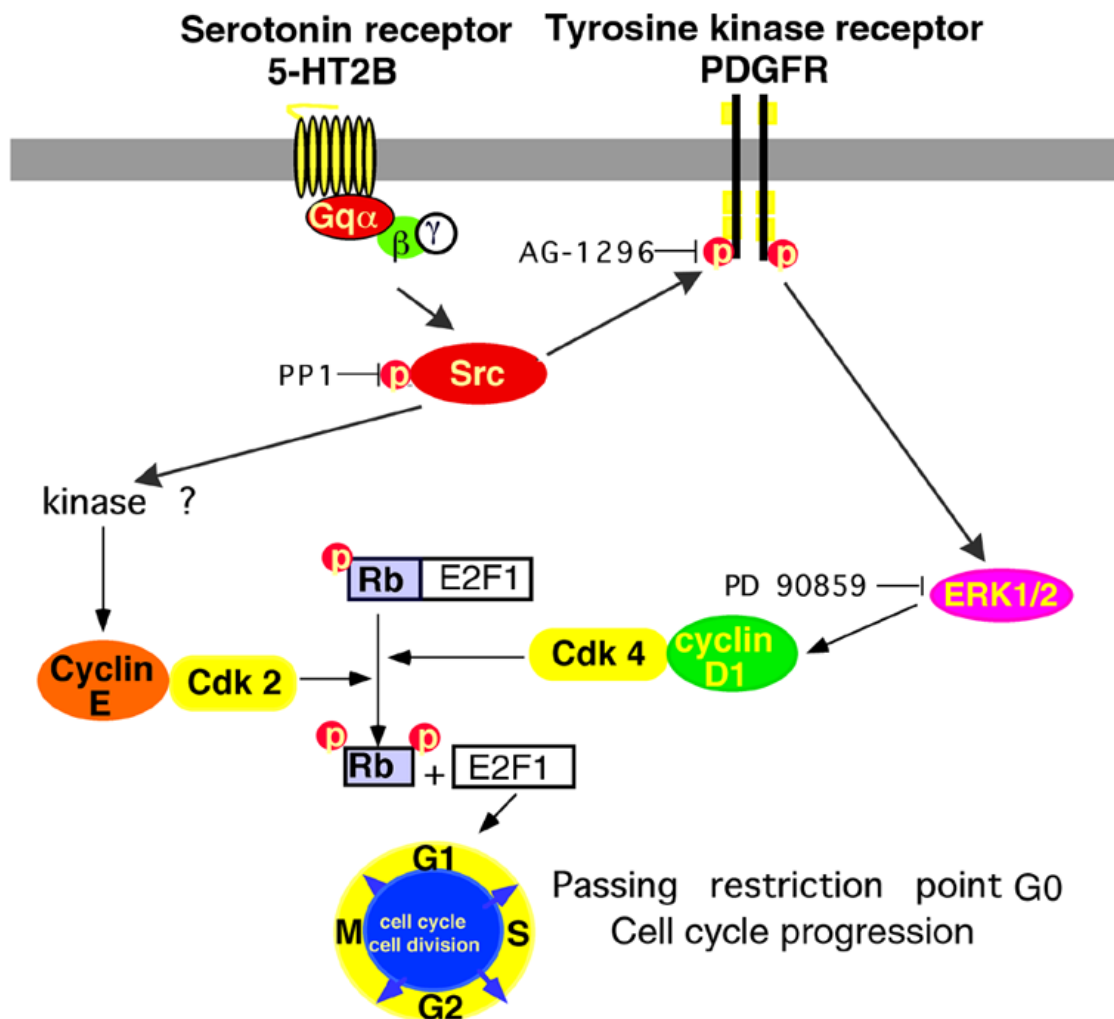 Serotonin receptor
5-HT2B
Tyrosine kinase receptor
PDGFR
Gqα
β
γ
AG-1296
p
p
PP1
p
Src
kinase ?
p
Rb
E2F1
PD 90859
ERK1/2
Cyclin
E
Cdk 2
Cdk 4
cyclin
D1
p
p
Rb
+
E2F1
G1
M
cell cycle
cell division
S
G2
Passing restriction point G0
Cell cycle progression